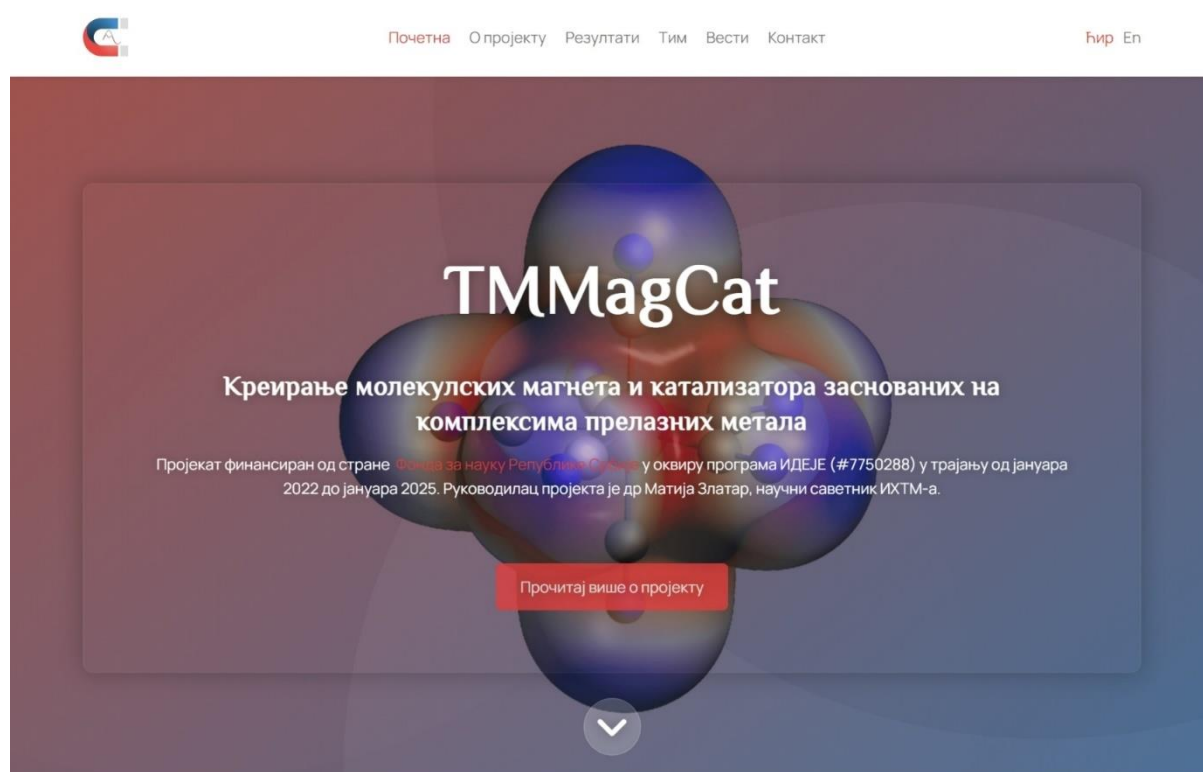 Почетна О пројекту Резултати Тим Вести Контакт
Ћир En
TMMagCat
Креирање молекулских магнета и катализатора заснованих на
комплексима прелазних метала
Пројекат финансиран од стране Фонда за науку Републике Србије у оквиру програма ИДЕЈЕ (#7750288) у трајању од јануара
2022 до јануара 2025. Руководилац пројекта је др Матија Златар, научни саветник ИХТМ-а.
Прочитај више о пројекту